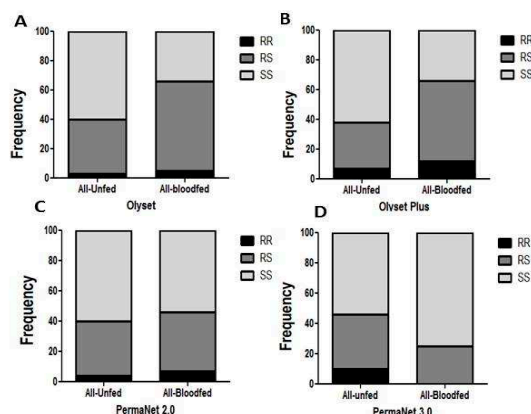 A
Frequency
100
80
60
40
20
0
All-Unfed
All-bloodfed
Olyset
RR
RS
SS
B
Frequency
100
80
60
40
20
0
All-Unfed
All-Bloodfed
Olyset Plus
RR
RS
SS
C
Frequency
100
80
60
40
20
0
All-Unfed
All-Bloodfed
PermaNet 2.0
RR
RS
SS
D
Frequency
100
80
60
40
20
0
All-unfed
All-Bloodfed
PermaNet 3.0
RR
RS
SS